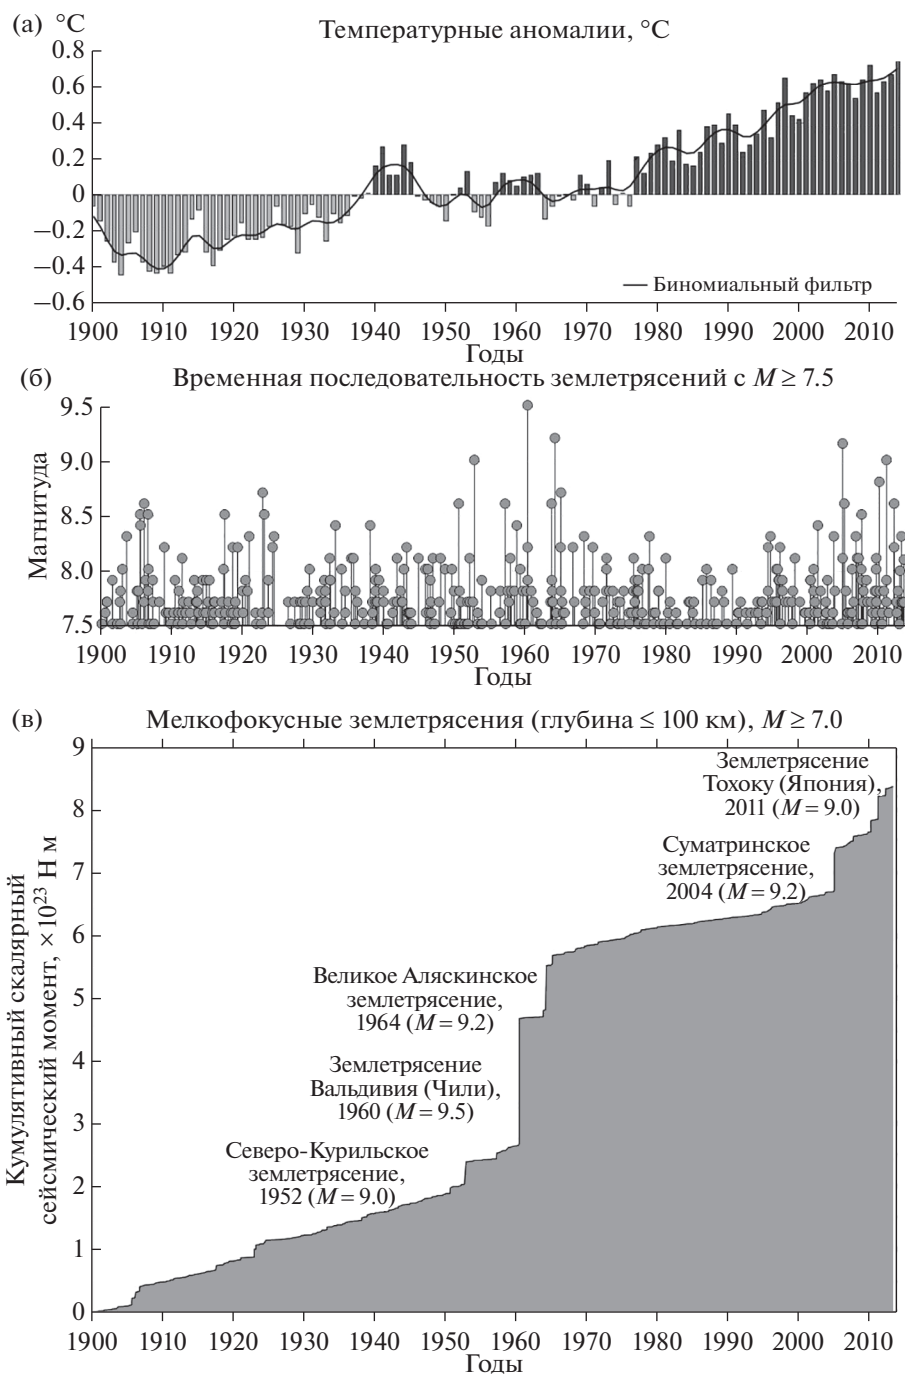 (а)
°C
Температурные аномалии, °C
0.8
0.6
0.4
0.2
0
−0.2
−0.4
−0.6
Биномиальный фильтр
1900 1910 1920 1930 1940 1950 1960 1970 1980 1990 2000 2010
Годы
(б)
Временная последовательность землетрясений с M ≥ 7.5
Магнитуда
9.5
9.0
8.5
8.0
7.5
1900 1910 1920 1930 1940 1950 1960 1970 1980 1990 2000 2010
Годы
(в)
Мелкофокусные землетрясения (глубина ≤ 100 км), M ≥ 7.0
Кумулятивный скалярный
сейсмический момент, ×10²³ Н м
9
8
7
6
5
4
3
2
1
0
Землетрясение
Тохоку (Япония),
2011 (M = 9.0)
Суматринское
землетрясение,
2004 (M = 9.2)
Великое Аляскинское
землетрясение,
1964 (M = 9.2)
Землетрясение
Вальдивия (Чили),
1960 (M = 9.5)
Северо-Курильское
землетрясение,
1952 (M = 9.0)
1900 1910 1920 1930 1940 1950 1960 1970 1980 1990 2000 2010
Годы